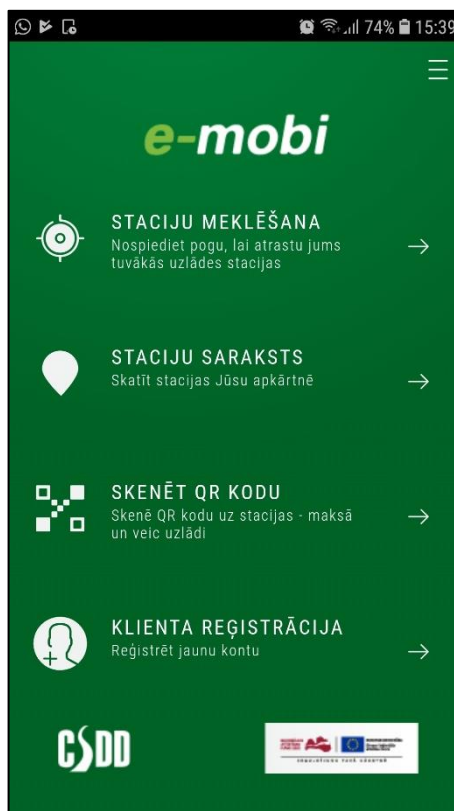 74% 15:39
e-mobi
STACIJU MEKLĒŠANA
Nospiediet pogu, lai atrastu jums
tuvākās uzlādes stacijas
STACIJU SARAKSTS
Skatīt stacijas Jūsu apkārtnē
SKENĒT QR KODU
Skenē QR kodu uz stacijas - maksā
un veic uzlādi
KLIENTA REĢISTRĀCIJA
Reģistrēt jaunu kontu
CSDD